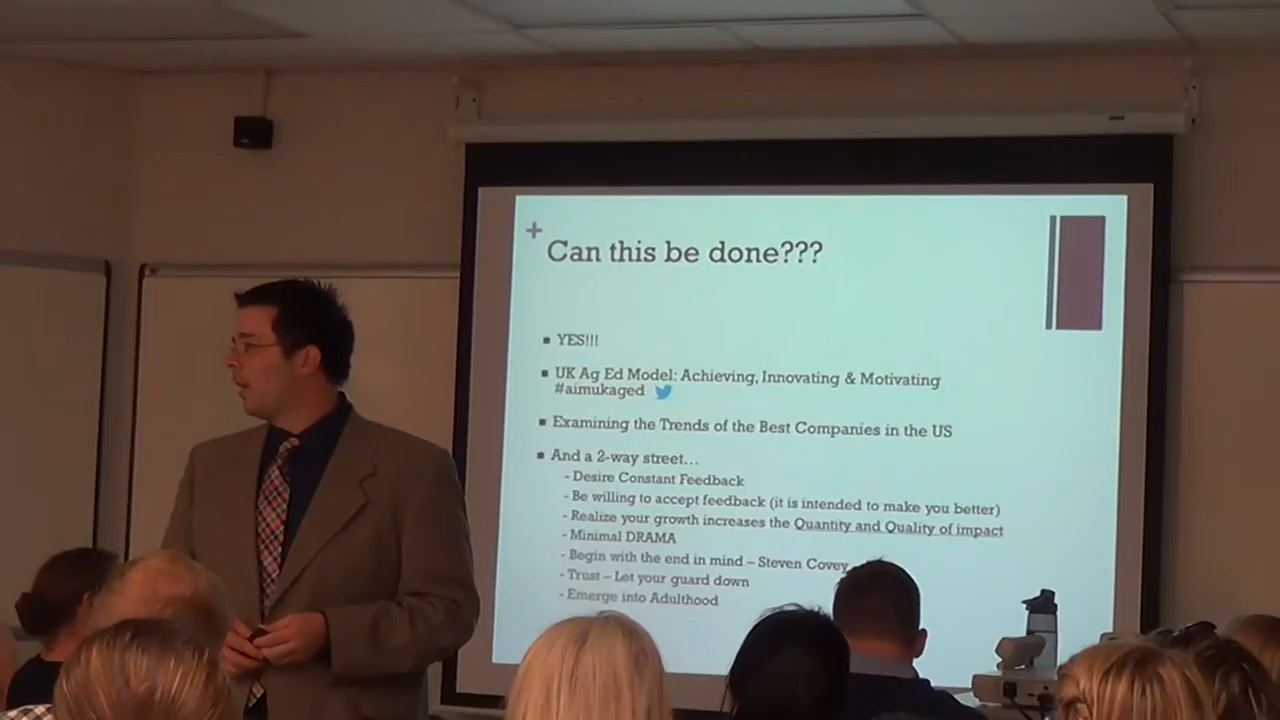 +
Can this be done???
YES!!!
UK Ag Ed Model: Achieving, Innovating & Motivating
#aimukaged
Examining the Trends of the Best Companies in the US
And a 2-way street...
- Desire Constant Feedback
- Be willing to accept feedback (it is intended to make you better)
- Realize your growth increases the Quantity and Quality of impact
- Minimal DRAMA
- Begin with the end in mind – Steven Covey
- Trust – Let your guard down
- Emerge into Adulthood